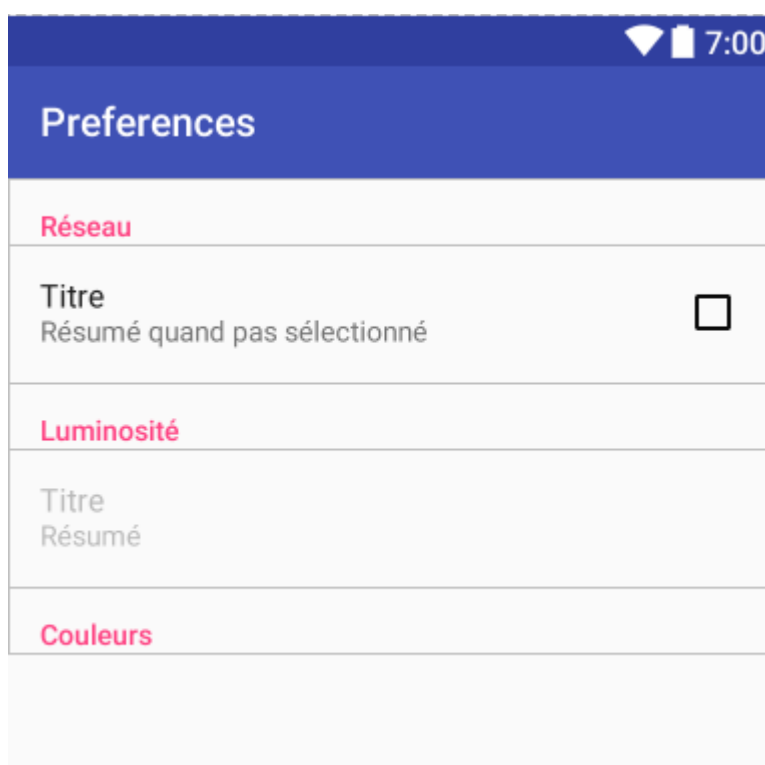 7:00
Preferences
Réseau
Titre
Résumé quand pas sélectionné
Luminosité
Titre
Résumé
Couleurs